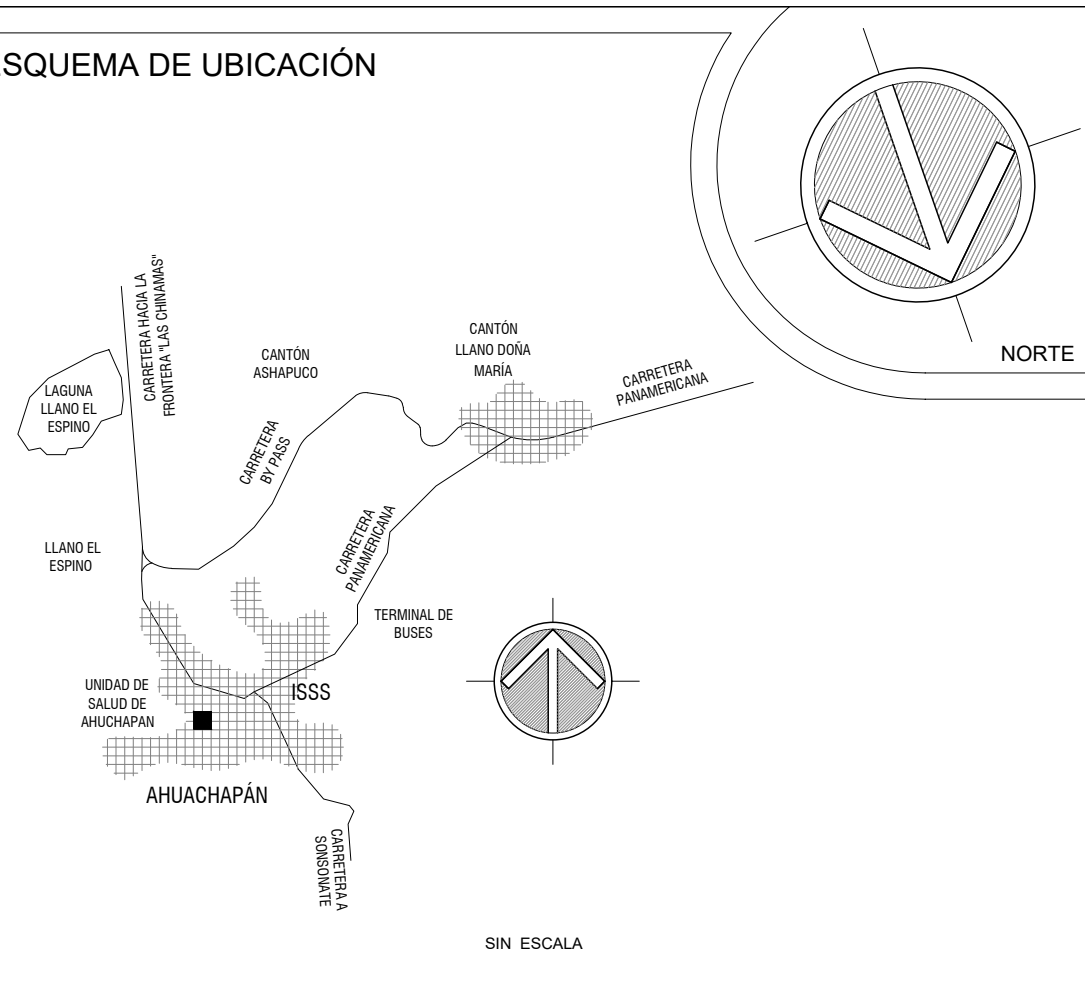 SQUEMA DE UBICACIÓN
NORTE
CARRETERA HACIA LA
FRONTERA "LAS CHINAMAS"
LAGUNA
LLANO EL
ESPINO
CANTÓN
ASHAPUCO
CANTÓN
LLANO DOÑA
MARÍA
CARRETERA
PANAMERICANA
CARRETERA
BY PASS
CARRETERA
PANAMERICANA
LLANO EL
ESPINO
TERMINAL DE
BUSES
UNIDAD DE
SALUD DE
AHUCHAPAN
ISSS
AHUACHAPÁN
CARRETERA A
SONSONATE
SIN ESCALA